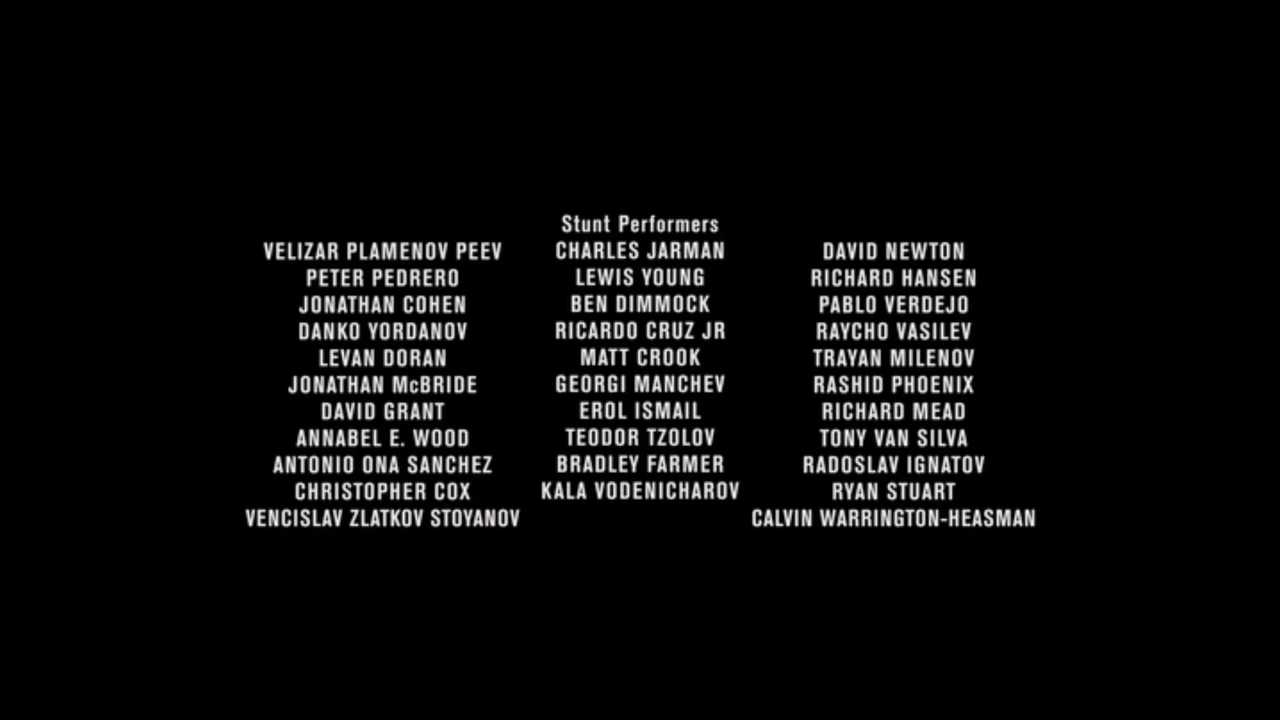 Stunt Performers
VELIZAR PLAMENOV PEEV CHARLES JARMAN DAVID NEWTON
PETER PEDRERO LEWIS YOUNG RICHARD HANSEN
JONATHAN COHEN BEN DIMMOCK PABLO VERDEJO
DANKO YORDANOV RICARDO CRUZ JR RAYCHO VASILEV
LEVAN DORAN MATT CROOK TRAYAN MILENOV
JONATHAN McBRIDE GEORGI MANCHEV RASHID PHOENIX
DAVID GRANT EROL ISMAIL RICHARD MEAD
ANNABEL E. WOOD TEODOR TZOLOV TONY VAN SILVA
ANTONIO ONA SANCHEZ BRADLEY FARMER RADOSLAV IGNATOV
CHRISTOPHER COX KALA VODENICHAROV RYAN STUART
VENCISLAV ZLATKOV STOYANOV CALVIN WARRINGTON-HEASMAN